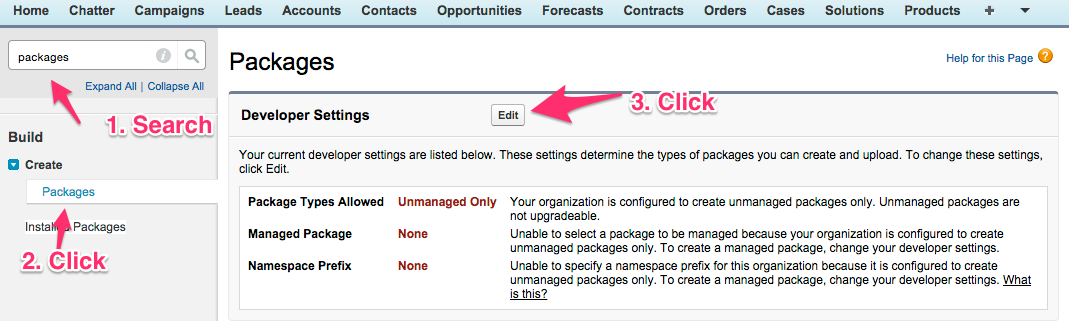 Home Chatter Campaigns Leads Accounts Contacts Opportunities Forecasts Contracts Orders Cases Solutions Products +
packages i
Expand All | Collapse All
1. Search
Build
Create
Packages
Installed Packages
2. Click
Packages
Help for this Page ?
Developer Settings Edit
3. Click
Your current developer settings are listed below. These settings determine the types of packages you can create and upload. To change these settings,
click Edit.
Package Types Allowed Unmanaged Only Your organization is configured to create unmanaged packages only. Unmanaged packages are
not upgradeable.
Managed Package None Unable to select a package to be managed because your organization is configured to create
unmanaged packages only. To create a managed package, change your developer settings.
Namespace Prefix None Unable to specify a namespace prefix for this organization because it is configured to create
unmanaged packages only. To create a managed package, change your developer settings. What
is this?